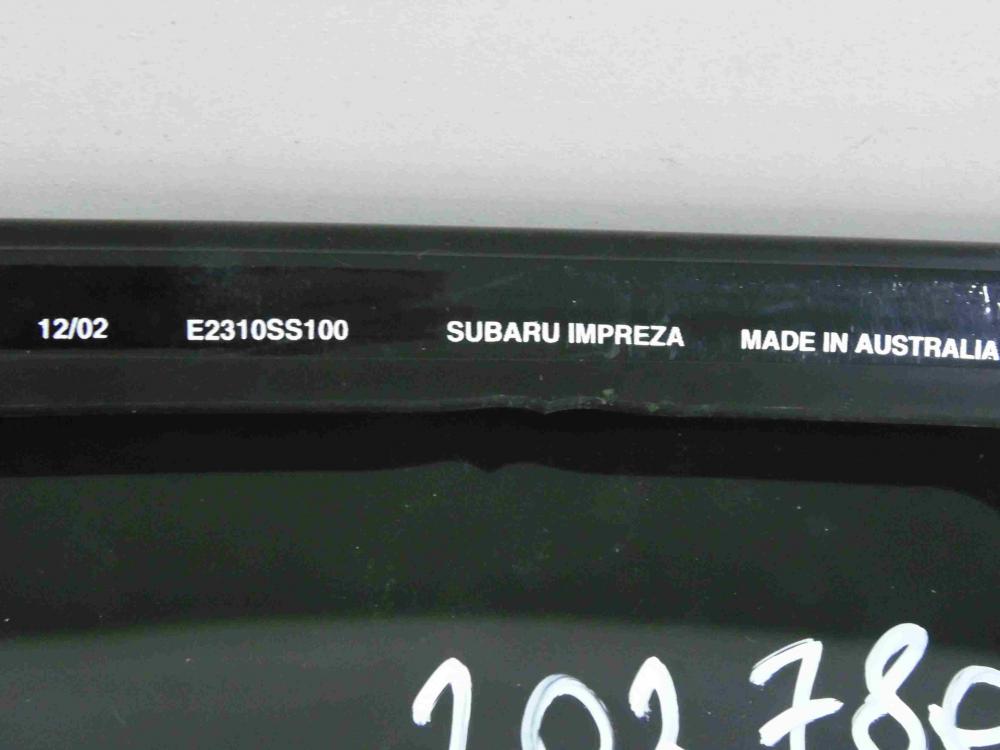 12/02 E2310SS100 SUBARU IMPREZA MADE IN AUSTRALIA